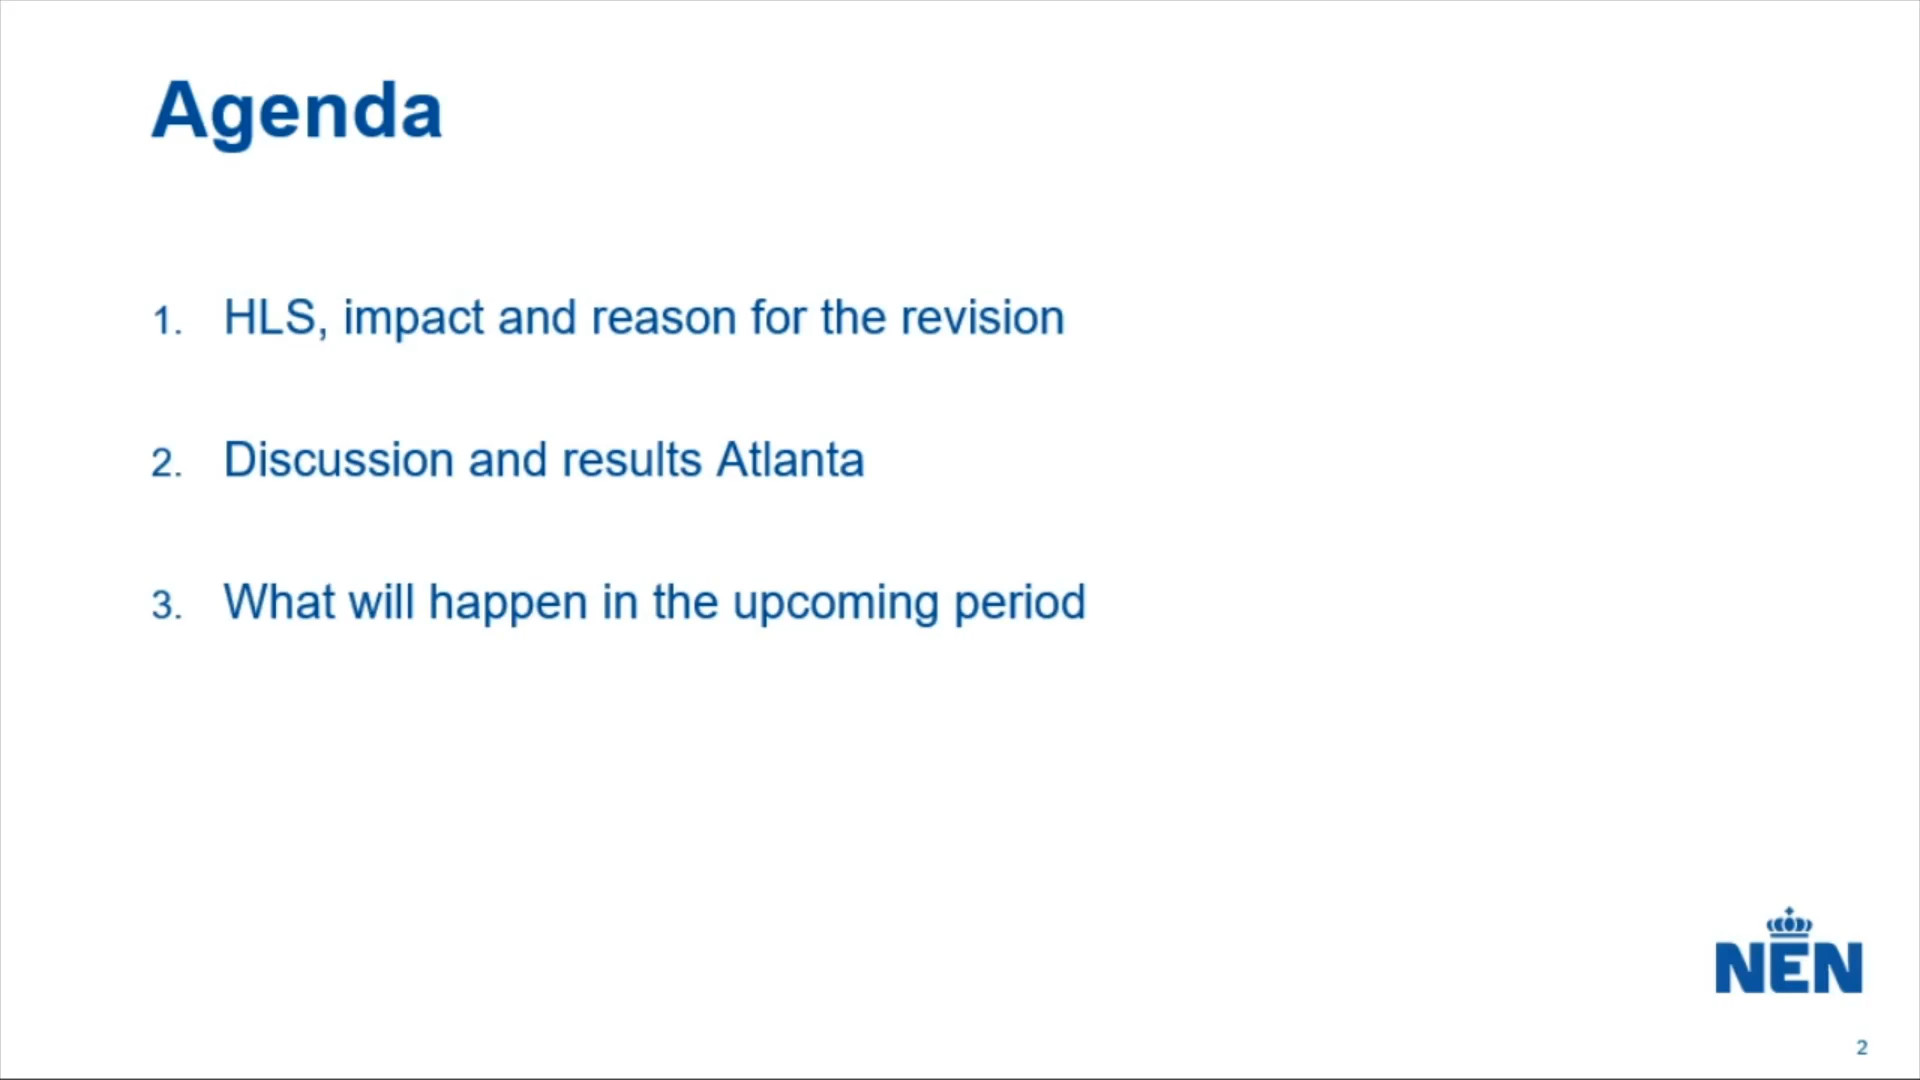 Agenda
1. HLS, impact and reason for the revision
2. Discussion and results Atlanta
3. What will happen in the upcoming period
NEN
2